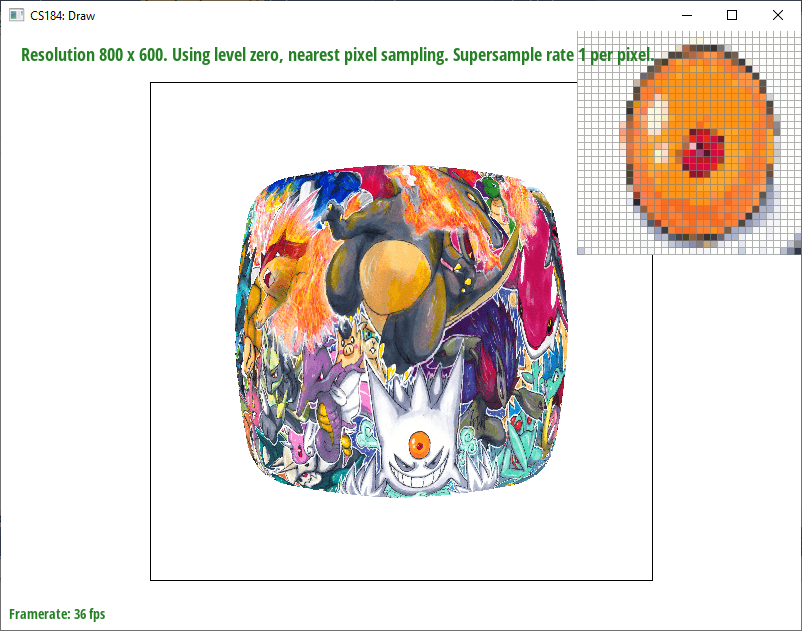 CS184: Draw
Resolution 800 x 600. Using level zero, nearest pixel sampling. Supersample rate 1 per pixel.
Framerate: 36 fps